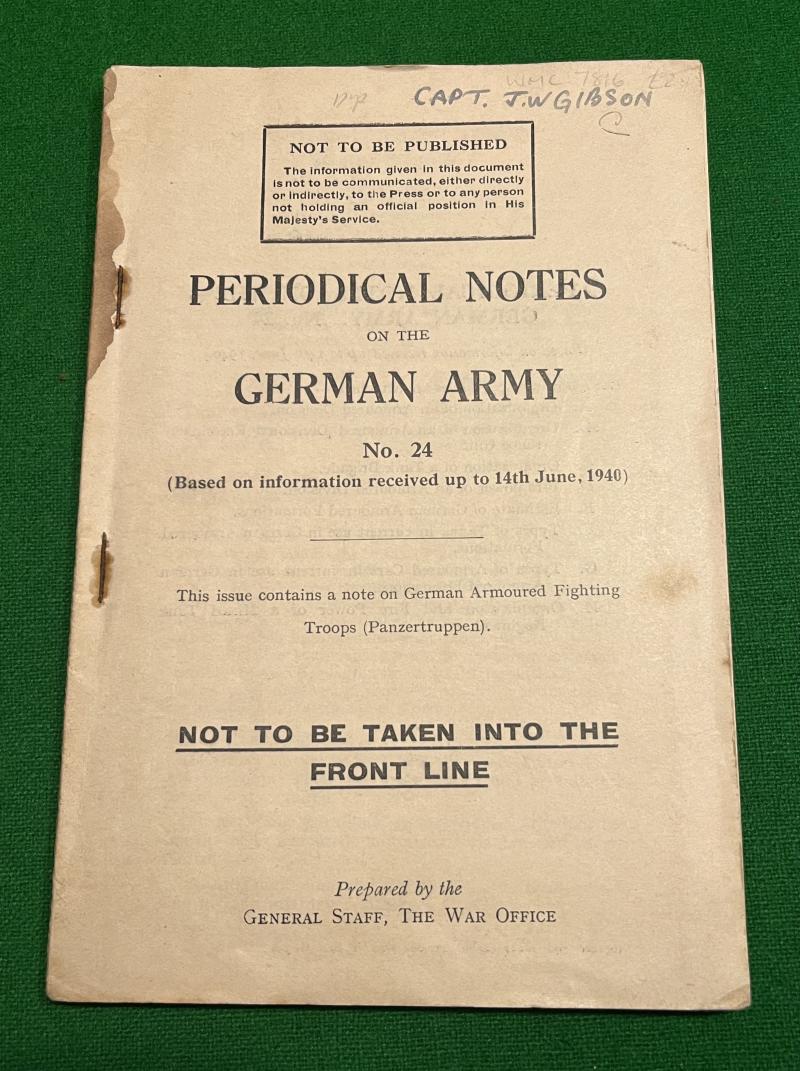 WMC 7816 £2
CAPT. J.W GIBSON
NOT TO BE PUBLISHED
The information given in this document
is not to be communicated, either directly
or indirectly, to the Press or to any person
not holding an official position in His
Majesty's Service.
PERIODICAL NOTES
ON THE
GERMAN ARMY
No. 24
(Based on information received up to 14th June, 1940)
This issue contains a note on German Armoured Fighting
Troops (Panzertruppen).
NOT TO BE TAKEN INTO THE
FRONT LINE
Prepared by the
GENERAL STAFF, THE WAR OFFICE